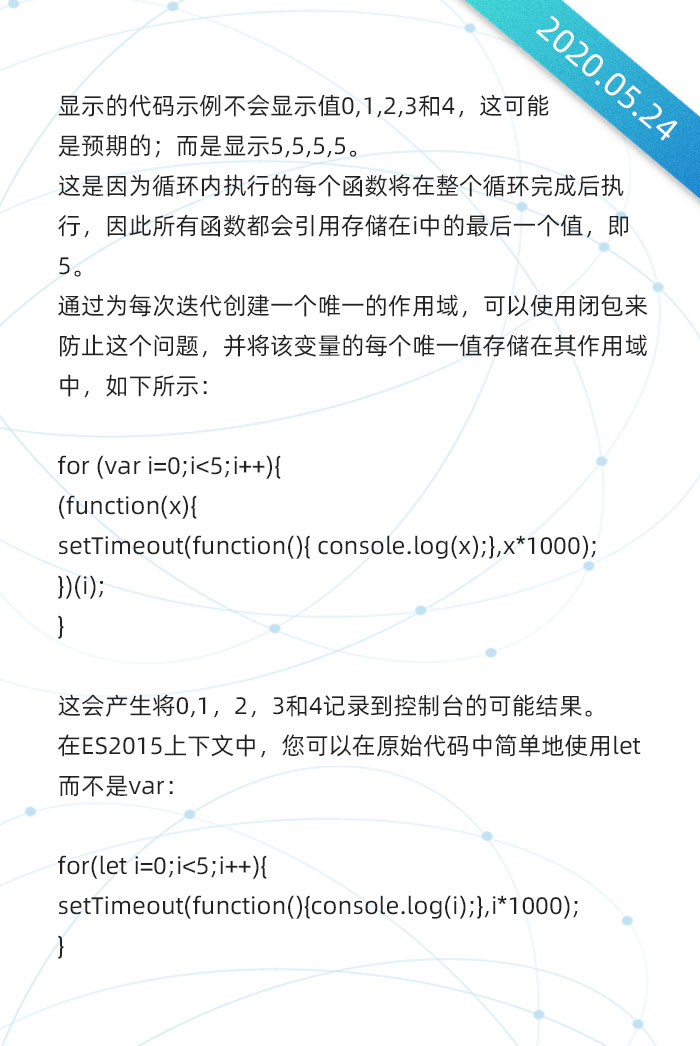 2020.05.24
显示的代码示例不会显示值0,1,2,3和4，这可能
是预期的；而是显示5,5,5,5。
这是因为循环内执行的每个函数将在整个循环完成后执
行，因此所有函数都会引用存储在i中的最后一个值，即
5。
通过为每次迭代创建一个唯一的作用域，可以使用闭包来
防止这个问题，并将该变量的每个唯一值存储在其作用域
中，如下所示：
for (var i=0;i<5;i++){
(function(x){
setTimeout(function(){ console.log(x);},x*1000);
})(i);
}
这会产生将0,1，2，3和4记录到控制台的可能结果。
在ES2015上下文中，您可以在原始代码中简单地使用let
而不是var：
for(let i=0;i<5;i++){
setTimeout(function(){console.log(i);},i*1000);
}